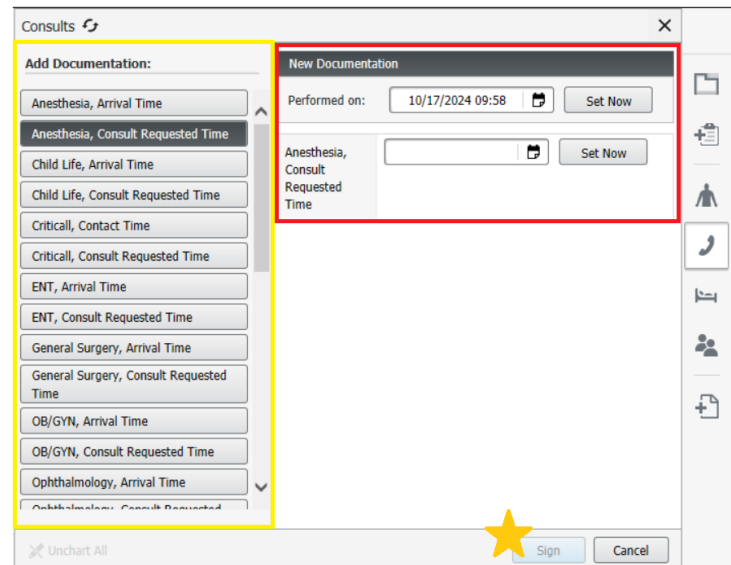 Consults
Add Documentation:
Anesthesia, Arrival Time
Anesthesia, Consult Requested Time
Child Life, Arrival Time
Child Life, Consult Requested Time
Criticall, Contact Time
Criticall, Consult Requested Time
ENT, Arrival Time
ENT, Consult Requested Time
General Surgery, Arrival Time
General Surgery, Consult Requested
Time
OB/GYN, Arrival Time
OB/GYN, Consult Requested Time
Ophthalmology, Arrival Time
Ophthalmology, Consult Requested
New Documentation
Performed on: 10/17/2024 09:58 Set Now
Anesthesia,
Consult
Requested
Time
Set Now
Unchart All
Sign
Cancel